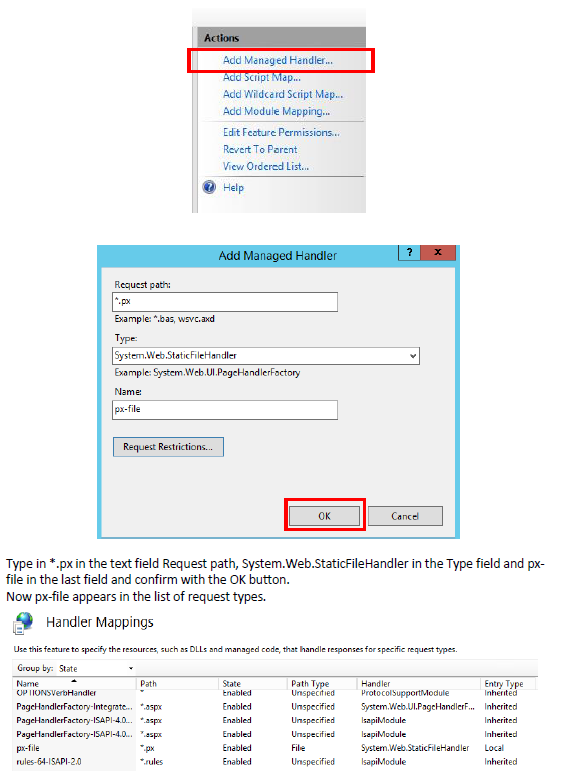 Actions
Add Managed Handler...
Add Script Map...
Add Wildcard Script Map...
Add Module Mapping...
Edit Feature Permissions...
Revert To Parent
View Ordered List...
Help
Add Managed Handler
? x
Request path:
*.px
Example: *.bas, wsvc.axd
Type:
System.Web.StaticFileHandler
Example: System.Web.UI.PageHandlerFactory
Name:
px-file
Request Restrictions...
OK Cancel
Type in *.px in the text field Request path, System.Web.StaticFileHandler in the Type field and px-
file in the last field and confirm with the OK button.
Now px-file appears in the list of request types.
Handler Mappings
Use this feature to specify the resources, such as DLLs and managed code, that handle responses for specific request types.
Group by: State
Name Path State Path Type Handler Entry Type
OPTIONSVerbHandler * Enabled Unspecified ProtocolSupportModule Inherited
PageHandlerFactory-Integrate... *.aspx Enabled Unspecified System.Web.UI.PageHandlerF... Inherited
PageHandlerFactory-ISAPI-4.0... *.aspx Enabled Unspecified IsapiModule Inherited
PageHandlerFactory-ISAPI-4.0... *.aspx Enabled Unspecified IsapiModule Inherited
px-file *.px Enabled File System.Web.StaticFileHandler Local
rules-64-ISAPI-2.0 *.rules Enabled Unspecified IsapiModule Inherited